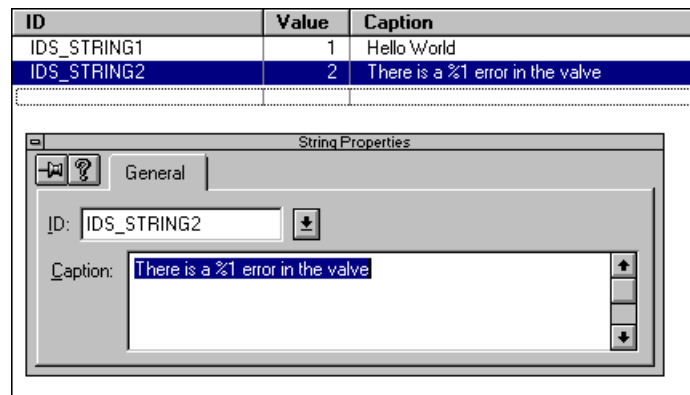 ID Value Caption
IDS_STRING1 1 Hello World
IDS_STRING2 2 There is a %1 error in the valve
String Properties
General
ID: IDS_STRING2
Caption: There is a %1 error in the valve